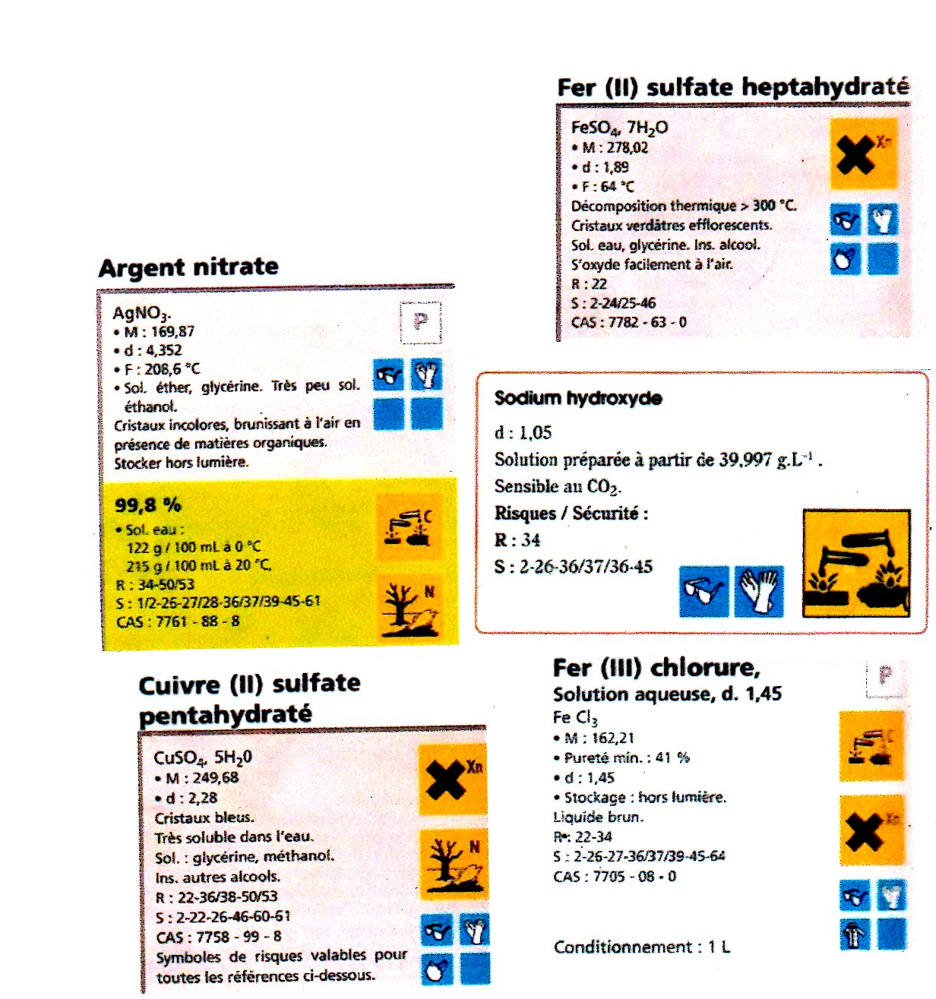 Fer (II) sulfate heptahydraté
FeSO4, 7H2O
• M : 278,02
• d : 1,89
• F : 64 °C
Décomposition thermique > 300 °C.
Cristaux verdâtres efflorescents.
Sol. eau, glycérine. Ins. alcool.
S'oxyde facilement à l'air.
R : 22
S : 2-24/25-46
CAS : 7782 - 63 - 0
Xn
Argent nitrate
AgNO3.
• M : 169,87
• d : 4,352
• F : 208,6 °C
• Sol. éther, glycérine. Très peu sol.
éthanol.
Cristaux incolores, brunissant à l'air en
présence de matières organiques.
Stocker hors lumière.
P
99,8 %
• Sol. eau :
122 g / 100 mL à 0 °C
215 g / 100 mL à 20 °C.
R : 34-50/53
S : 1/2-26-27/28-36/37/39-45-61
CAS : 7761 - 88 - 8
C
N
Sodium hydroxyde
d : 1,05
Solution préparée à partir de 39,997 g.L-1 .
Sensible au CO2.
Risques / Sécurité :
R : 34
S : 2-26-36/37/36-45
Cuivre (II) sulfate
pentahydraté
CuSO4, 5H20
• M : 249,68
• d : 2,28
Cristaux bleus.
Très soluble dans l'eau.
Sol. : glycérine, méthanol.
Ins. autres alcools.
R : 22-36/38-50/53
S : 2-22-26-46-60-61
CAS : 7758 - 99 - 8
Symboles de risques valables pour
toutes les références ci-dessous.
Xn
N
Fer (III) chlorure,
Solution aqueuse, d. 1,45
Fe Cl3
• M : 162,21
• Pureté min. : 41 %
• d : 1,45
• Stockage : hors lumière.
Liquide brun.
R : 22-34
S : 2-26-27-36/37/39-45-64
CAS : 7705 - 08 - 0
Conditionnement : 1 L
P
C
Xn